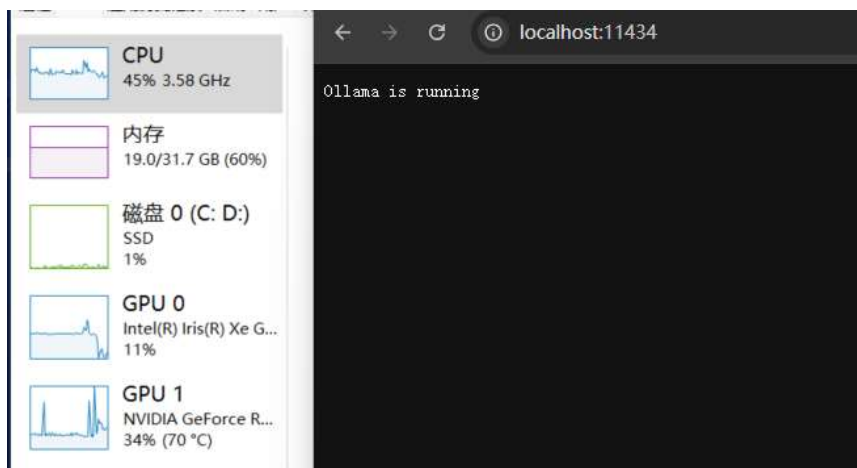 CPU
45% 3.58 GHz
内存
19.0/31.7 GB (60%)
磁盘 0 (C: D:)
SSD
1%
GPU 0
Intel(R) Iris(R) Xe G...
11%
GPU 1
NVIDIA GeForce R...
34% (70 °C)
localhost:11434
Ollama is running